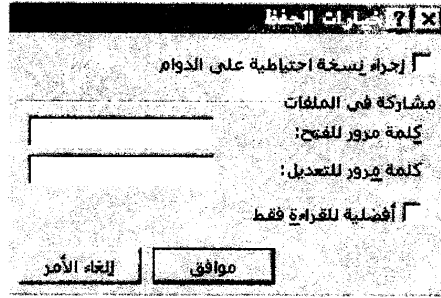 خيارات الحفظ
إجراء نسخة احتياطية على الدوام
مشاركة في الملفات
كلمة مرور للفتح:
كلمة مرور للتعديل:
أفضلية للقراءة فقط
موافق
إلغاء الأمر